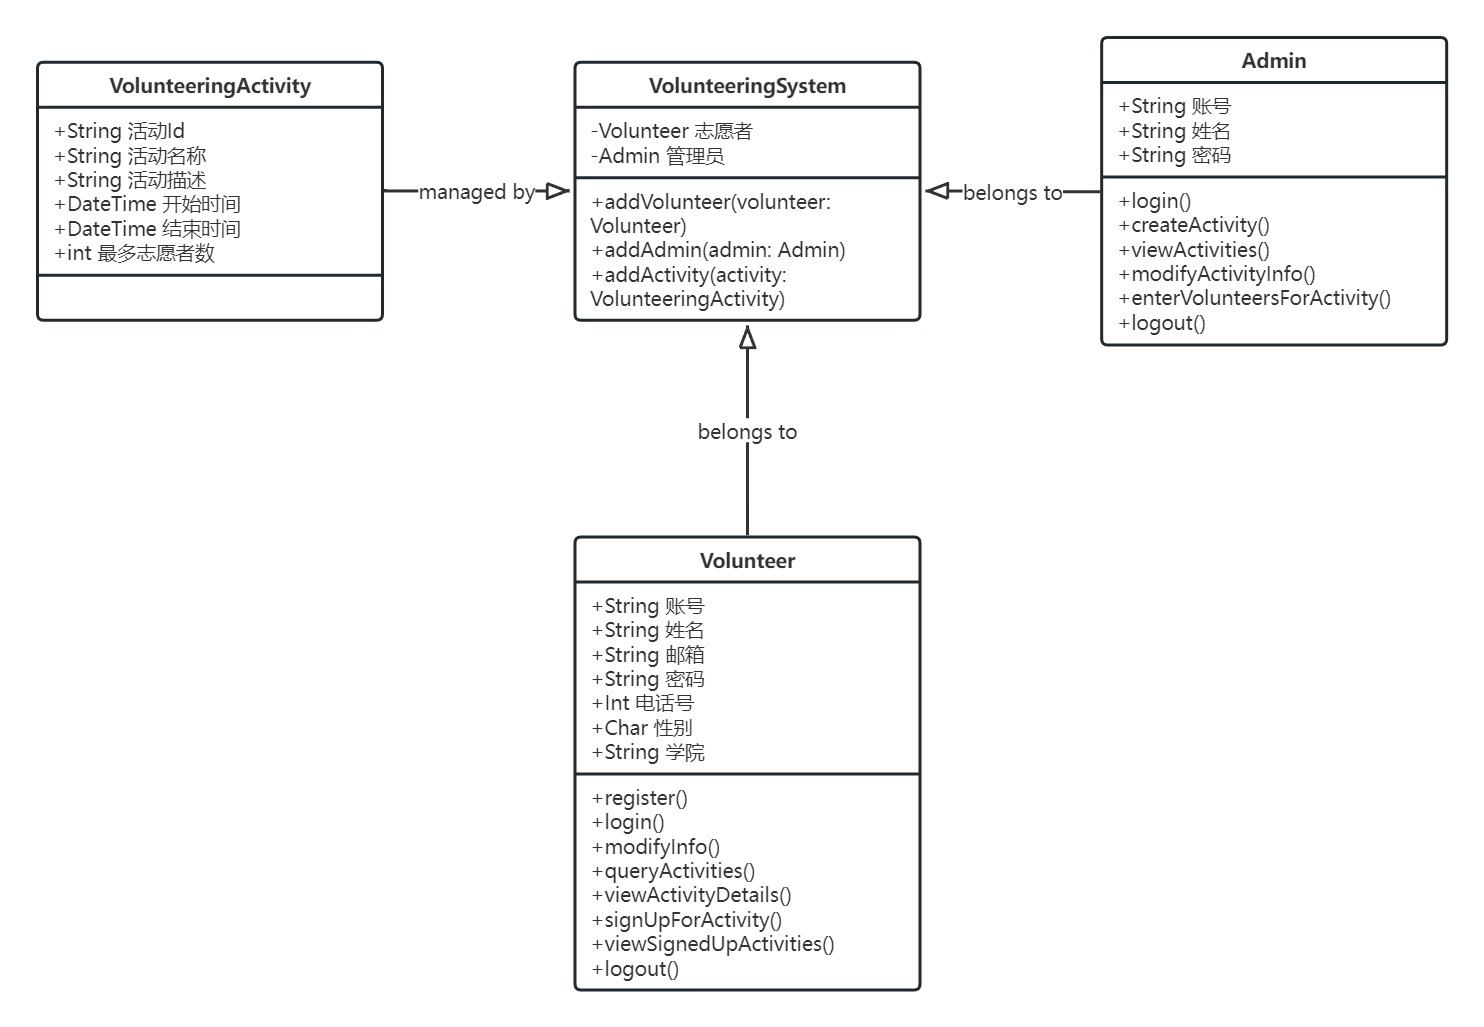 VolunteeringActivity
+String 活动Id
+String 活动名称
+String 活动描述
+DateTime 开始时间
+DateTime 结束时间
+int 最多志愿者数
managed by
VolunteeringSystem
-Volunteer 志愿者
-Admin 管理员
+addVolunteer(volunteer:
Volunteer)
+addAdmin(admin: Admin)
+addActivity(activity:
VolunteeringActivity)
belongs to
Admin
+String 账号
+String 姓名
+String 密码
+login()
+createActivity()
+viewActivities()
+modifyActivityInfo()
+enterVolunteersForActivity()
+logout()
belongs to
Volunteer
+String 账号
+String 姓名
+String 邮箱
+String 密码
+Int 电话号
+Char 性别
+String 学院
+register()
+login()
+modifyInfo()
+queryActivities()
+viewActivityDetails()
+signUpForActivity()
+viewSignedUpActivities()
+logout()